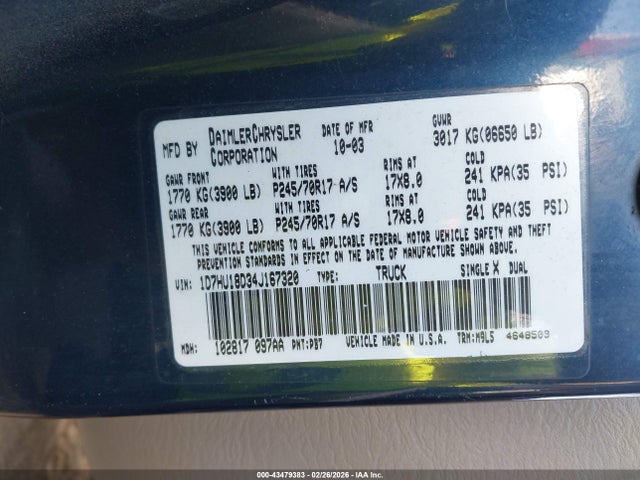 MFD BY DAIMLERCHRYSLER CORPORATION
DATE OF MFR 10-03
GVWR 3017 KG(06650 LB)
GAWR FRONT WITH TIRES RIMS AT COLD
1770 KG(3900 LB) P245/70R17 A/S 17X8.0 241 KPA(35 PSI)
GAWR REAR WITH TIRES RIMS AT COLD
1770 KG(3900 LB) P245/70R17 A/S 17X8.0 241 KPA(35 PSI)
THIS VEHICLE CONFORMS TO ALL APPLICABLE FEDERAL MOTOR VEHICLE SAFETY AND THEFT
PREVENTION STANDARDS IN EFFECT ON THE DATE OF MANUFACTURE SHOWN ABOVE.
VIN: 1D7HU18D34J167320 TYPE: TRUCK SINGLE X DUAL
MDH: 102817 097AA PNT:PB7 VEHICLE MADE IN U.S.A. TRM:M9L5 4648503
000-43479383 | 02/26/2026 | IAA Inc.